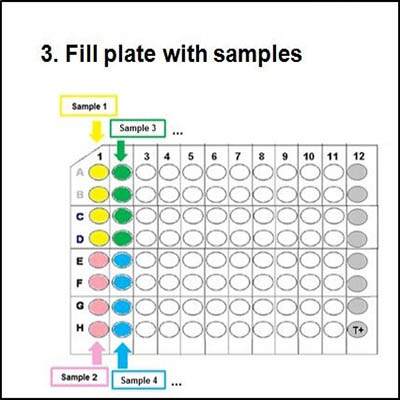 3. Fill plate with samples
Sample 1
Sample 3 ...
1 3 4 5 6 7 8 9 10 11 12
A
B
C
D
E
F
G
H T+
Sample 2 Sample 4 ...